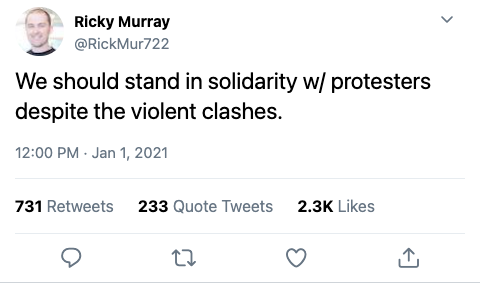 Ricky Murray
@RickMur722
We should stand in solidarity w/ protesters
despite the violent clashes.
12:00 PM · Jan 1, 2021
731 Retweets 233 Quote Tweets 2.3K Likes